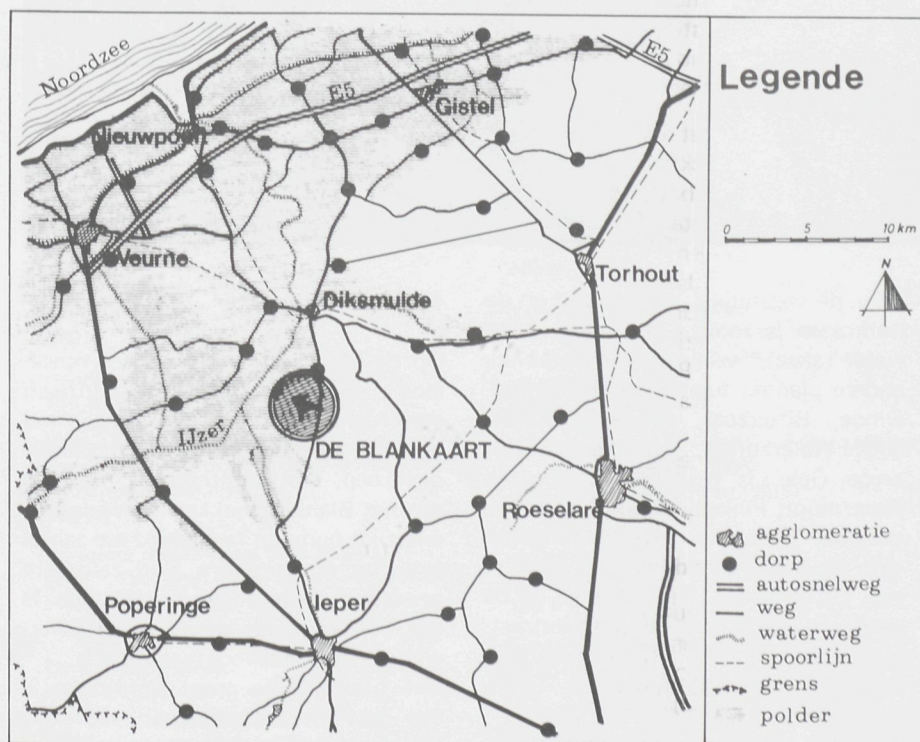 Noordzee
E5
E5
Legende
Gistel
Nieuwpoort
0 5 10 km
N
Veurne
Torhout
Diksmuide
IJzer
DE BLANKAART
Roeselare
agglomeratie
dorp
autosnelweg
weg
waterweg
spoorlijn
grens
polder
Poperinge
Ieper